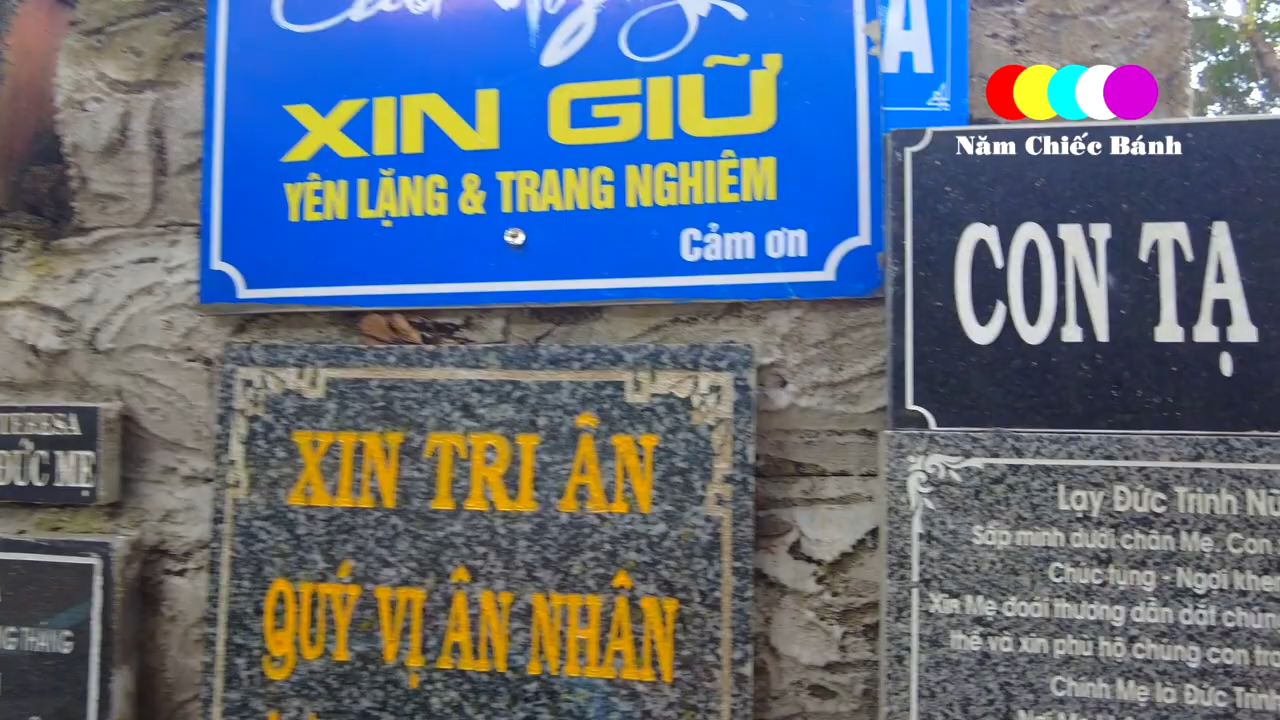 XIN GIỮ
YÊN LẶNG & TRANG NGHIÊM
Cảm ơn
A
Năm Chiếc Bánh
CON TẠ
XIN TRI ÂN
QUÝ VỊ ÂN NHÂN
TERESA
ĐỨC MẸ
THÁNG
Lạy Đức Trinh
Sấp mình dưới chân Mẹ. Con
Chúc tụng - Ngợi
Xin Mẹ đoái thương dẫn dắt
thế và xin phù hộ chúng con
Chính Mẹ là Đức Trinh